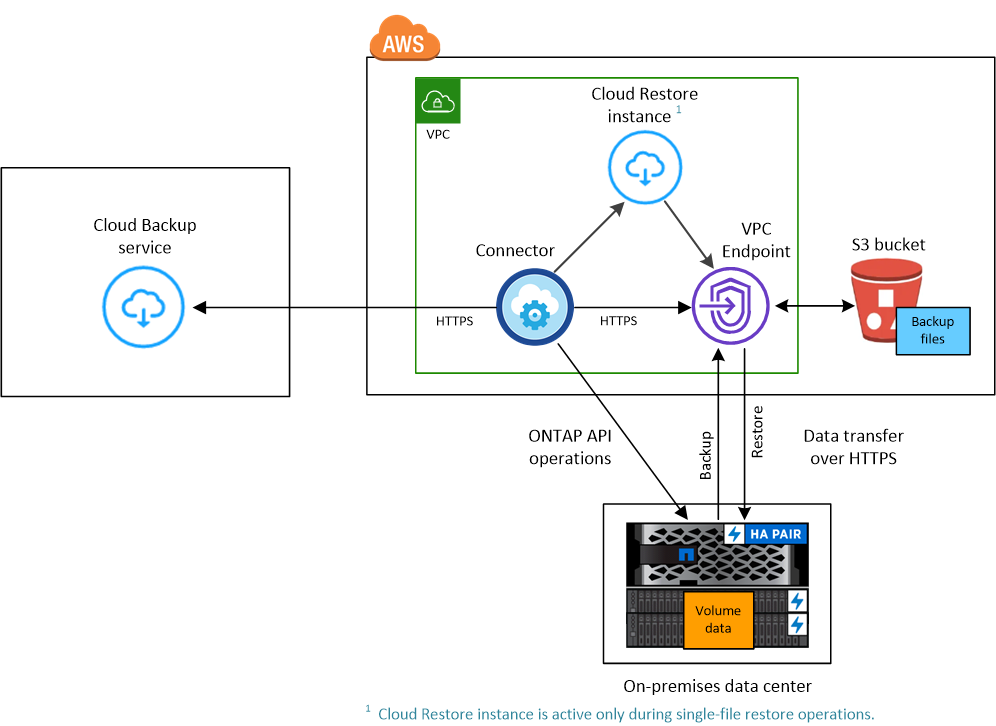 AWS
Cloud Restore
instance 1
VPC
Cloud Backup
service
Connector
VPC
Endpoint
S3 bucket
HTTPS
HTTPS
Backup
files
ONTAP API
operations
Backup
Restore
Data transfer
over HTTPS
HA PAIR
Volume
data
On-premises data center
1 Cloud Restore instance is active only during single-file restore operations.